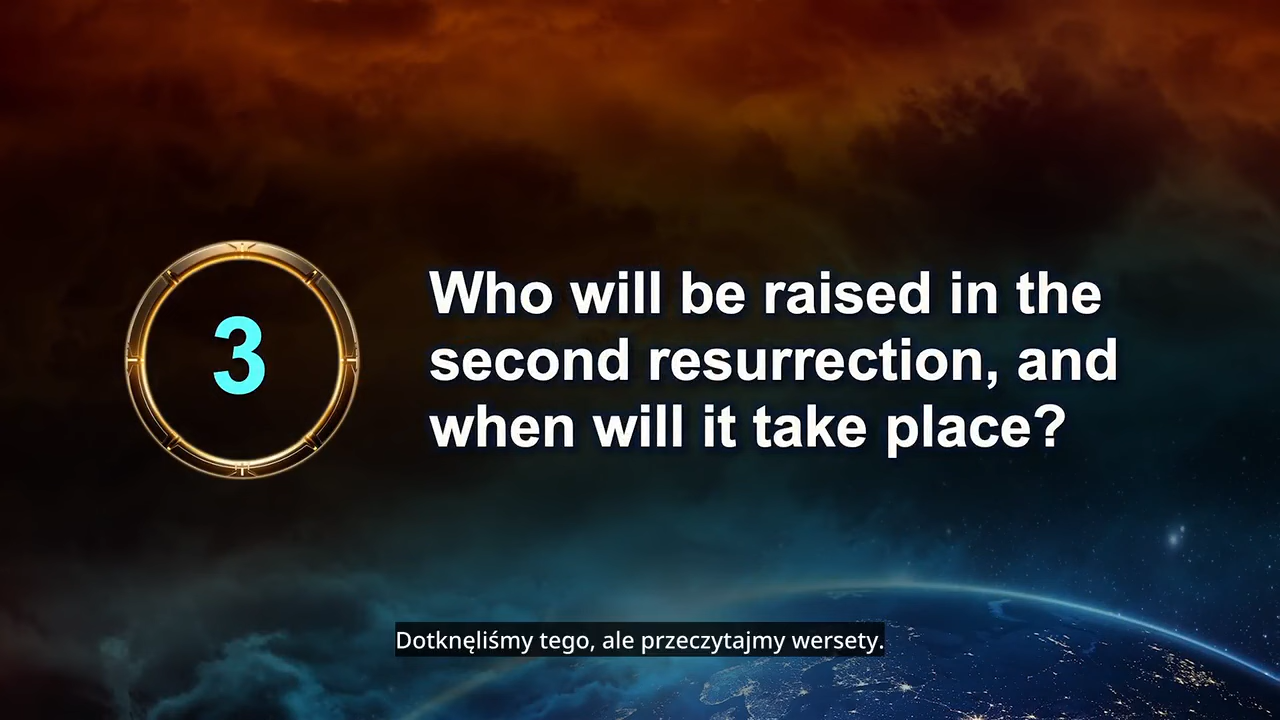 3
Who will be raised in the
second resurrection, and
when will it take place?
Dotknęliśmy tego, ale przeczytajmy wersety.